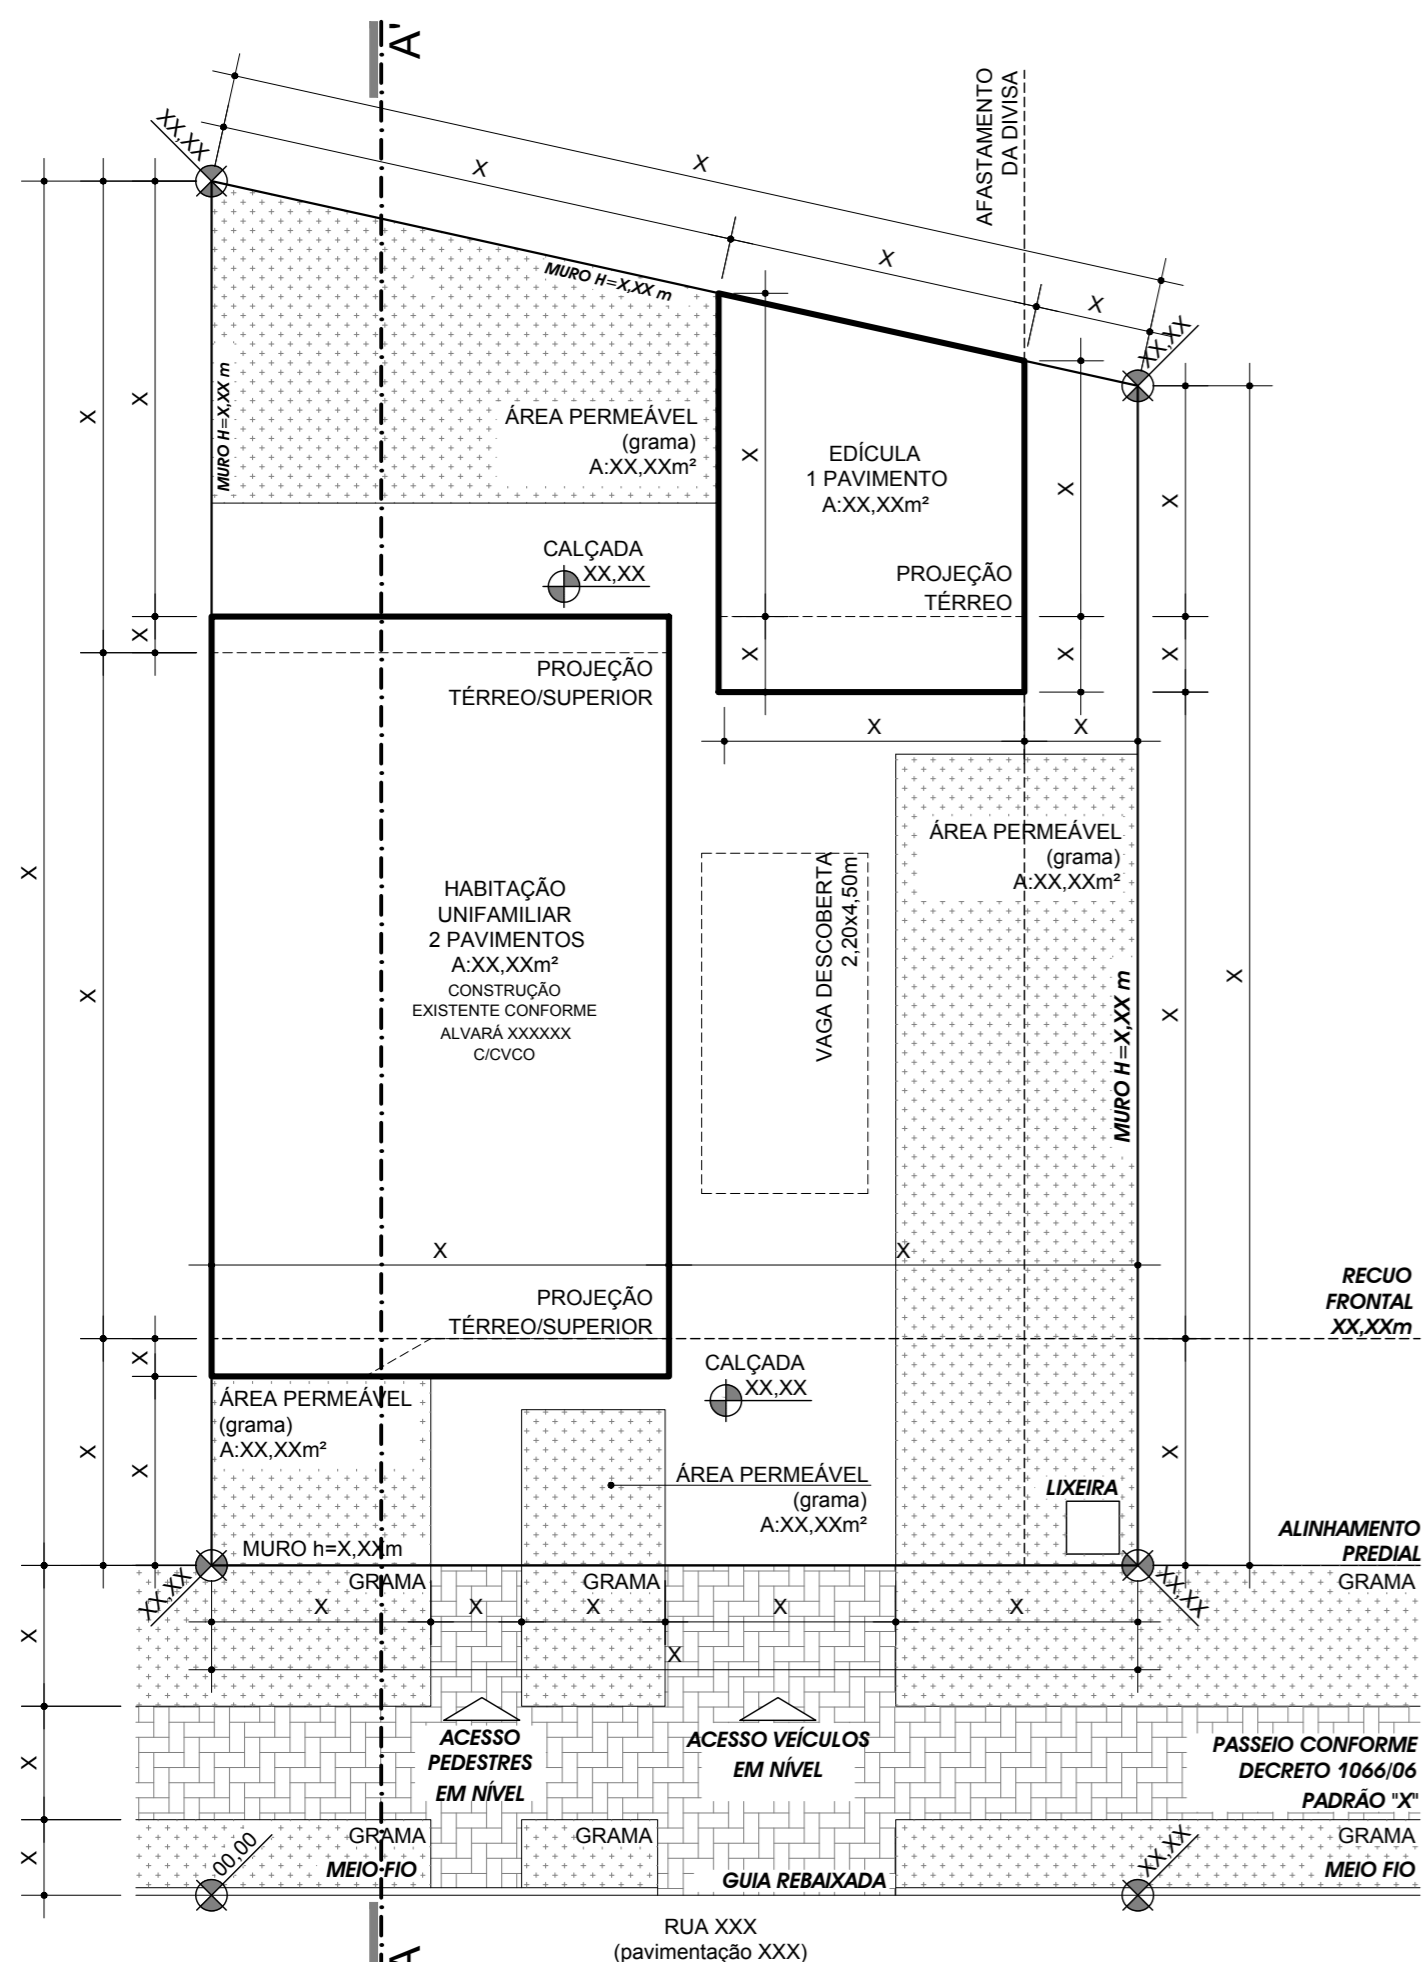 A'
AFASTAMENTO
DA DIVISA
XX,XX
X
X
X
X
XX,XX
MURO H=X,XX m
MURO H=X,XX m
X
X
ÁREA PERMEÁVEL
(grama)
A:XX,XXm²
X
EDÍCULA
1 PAVIMENTO
A:XX,XXm²
X
X
CALÇADA
XX,XX
PROJEÇÃO
TÉRREO
X
X
X
X
PROJEÇÃO
TÉRREO/SUPERIOR
X
X
X
X
HABITAÇÃO
UNIFAMILIAR
2 PAVIMENTOS
A:XX,XXm²
CONSTRUÇÃO
EXISTENTE CONFORME
ALVARÁ XXXXXX
C/CVCO
VAGA DESCOBERTA
2,20x4,50m
ÁREA PERMEÁVEL
(grama)
A:XX,XXm²
MURO H=X,XX m
X
X
X
X
X
RECUO
FRONTAL
XX,XXm
PROJEÇÃO
TÉRREO/SUPERIOR
X
CALÇADA
XX,XX
ÁREA PERMEÁVEL
(grama)
A:XX,XXm²
X
X
X
ÁREA PERMEÁVEL
(grama)
A:XX,XXm²
LIXEIRA
ALINHAMENTO
PREDIAL
MURO h=X,XXm
XX,XX
GRAMA
GRAMA
XX,XX
GRAMA
X
X
X
X
X
X
X
ACESSO
PEDESTRES
EM NÍVEL
ACESSO VEÍCULOS
EM NÍVEL
PASSEIO CONFORME
DECRETO 1066/06
PADRÃO "X"
X
X
GRAMA
GRAMA
GRAMA
00,00
MEIO FIO
GUIA REBAIXADA
XX,XX
MEIO FIO
RUA XXX
(pavimentação XXX)
A